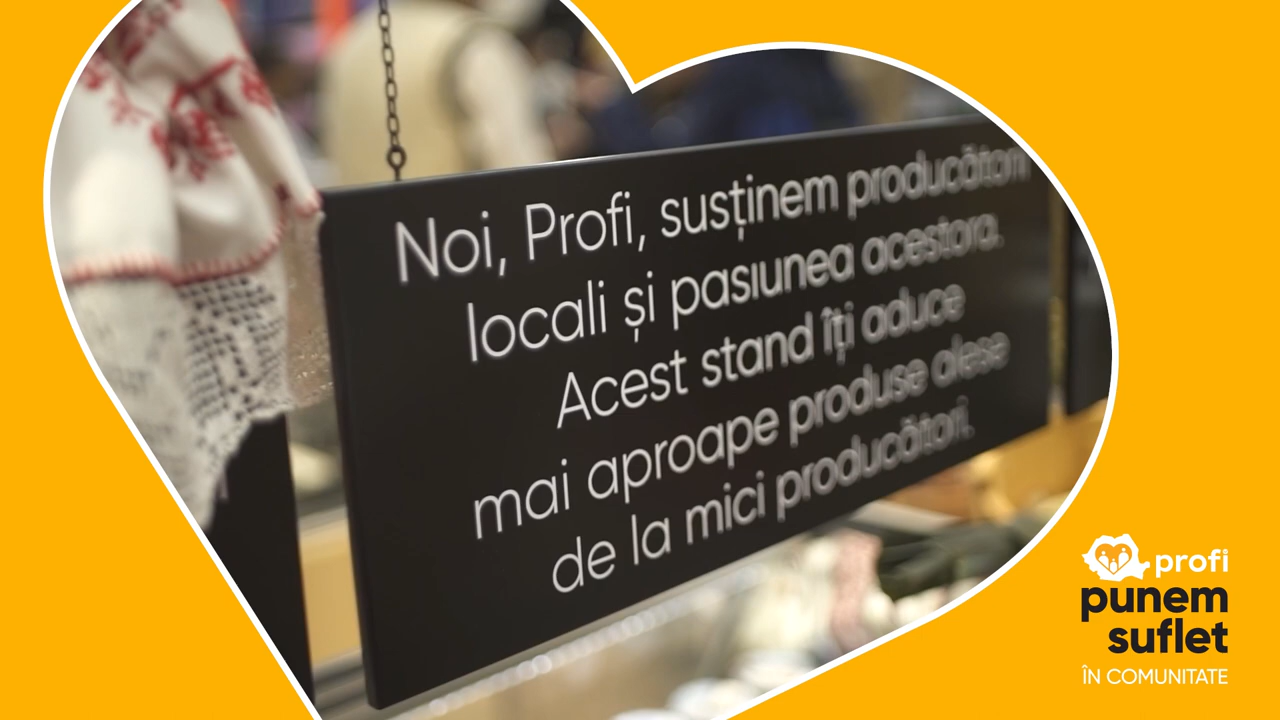 Noi, Profi, susținem producătorii
locali și pasiunea acestora.
Acest stand îți aduce
mai aproape produse alese
de la mici producători.
profi
punem
suflet
ÎN COMUNITATE